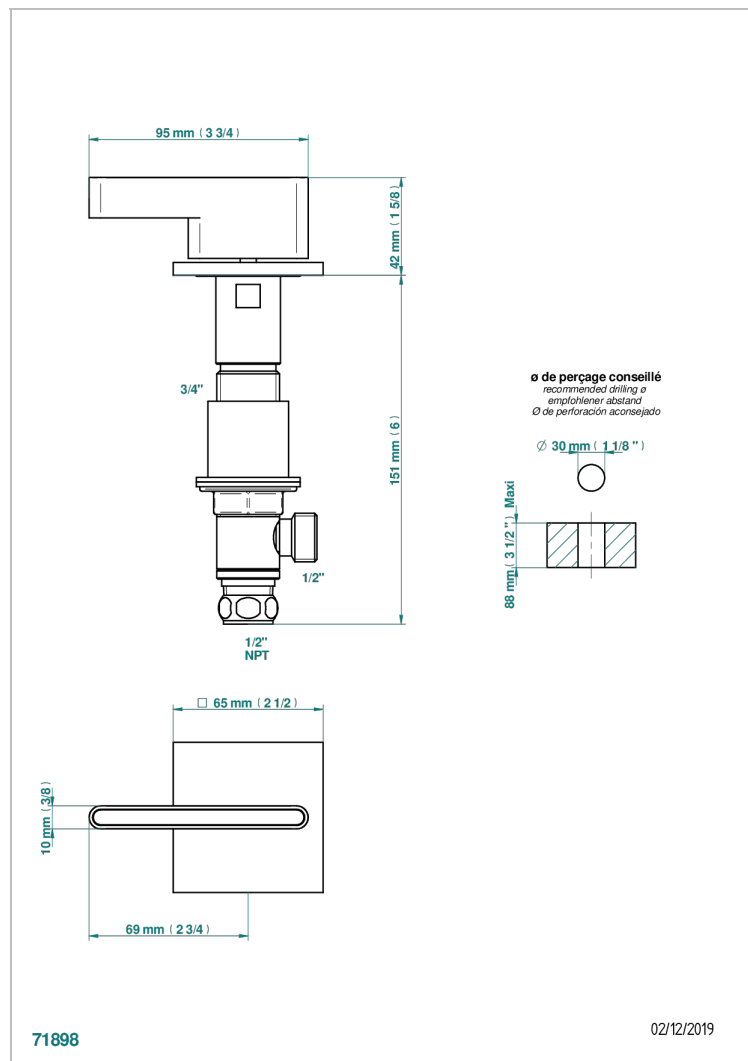 95 mm ( 3 3/4 )
42 mm ( 1 5/8 )
3/4"
151 mm ( 6 )
ø de perçage conseillé
recommended drilling ø
empfohlener abstand
Ø de perforación aconsejado
∅ 30 mm ( 1 1/8 " )
88 mm ( 3 1/2 " ) Maxi
1/2"
1/2"
NPT
□ 65 mm ( 2 1/2 )
10 mm ( 3/8 )
69 mm ( 2 3/4 )
71898
02/12/2019